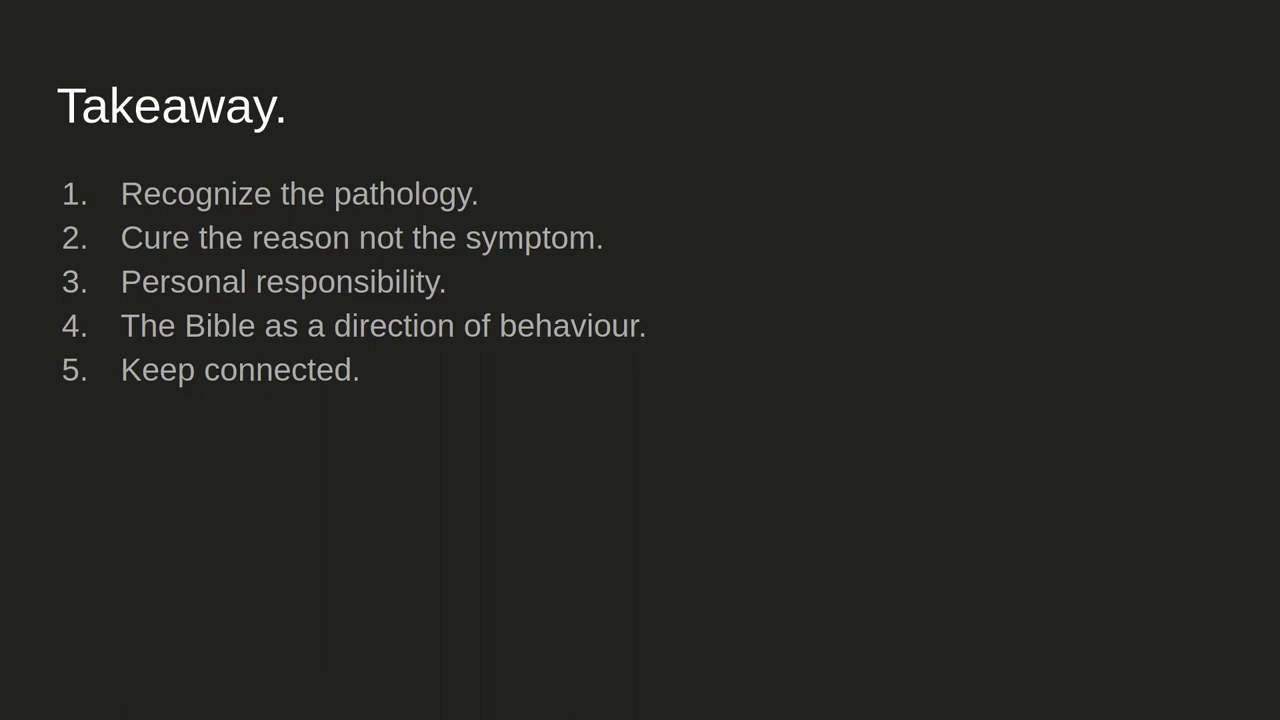 Takeaway.
1. Recognize the pathology.
2. Cure the reason not the symptom.
3. Personal responsibility.
4. The Bible as a direction of behaviour.
5. Keep connected.